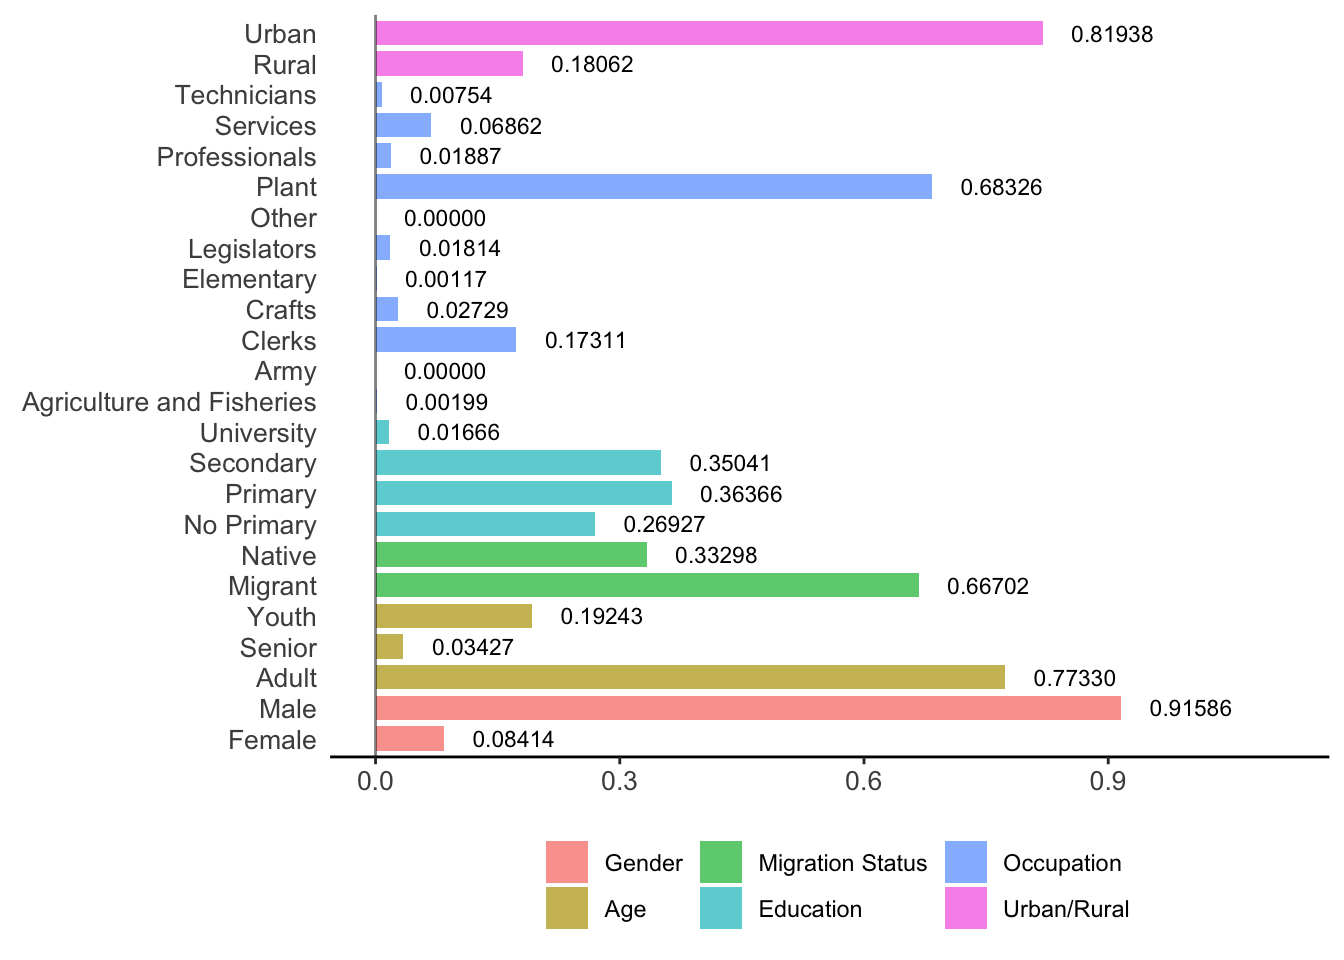 Urban 0.81938
Rural 0.18062
Technicians 0.00754
Services 0.06862
Professionals 0.01887
Plant 0.68326
Other 0.00000
Legislators 0.01814
Elementary 0.00117
Crafts 0.02729
Clerks 0.17311
Army 0.00000
Agriculture and Fisheries 0.00199
University 0.01666
Secondary 0.35041
Primary 0.36366
No Primary 0.26927
Native 0.33298
Migrant 0.66702
Youth 0.19243
Senior 0.03427
Adult 0.77330
Male 0.91586
Female 0.08414
0.0 0.3 0.6 0.9
Gender Migration Status Occupation
Age Education Urban/Rural